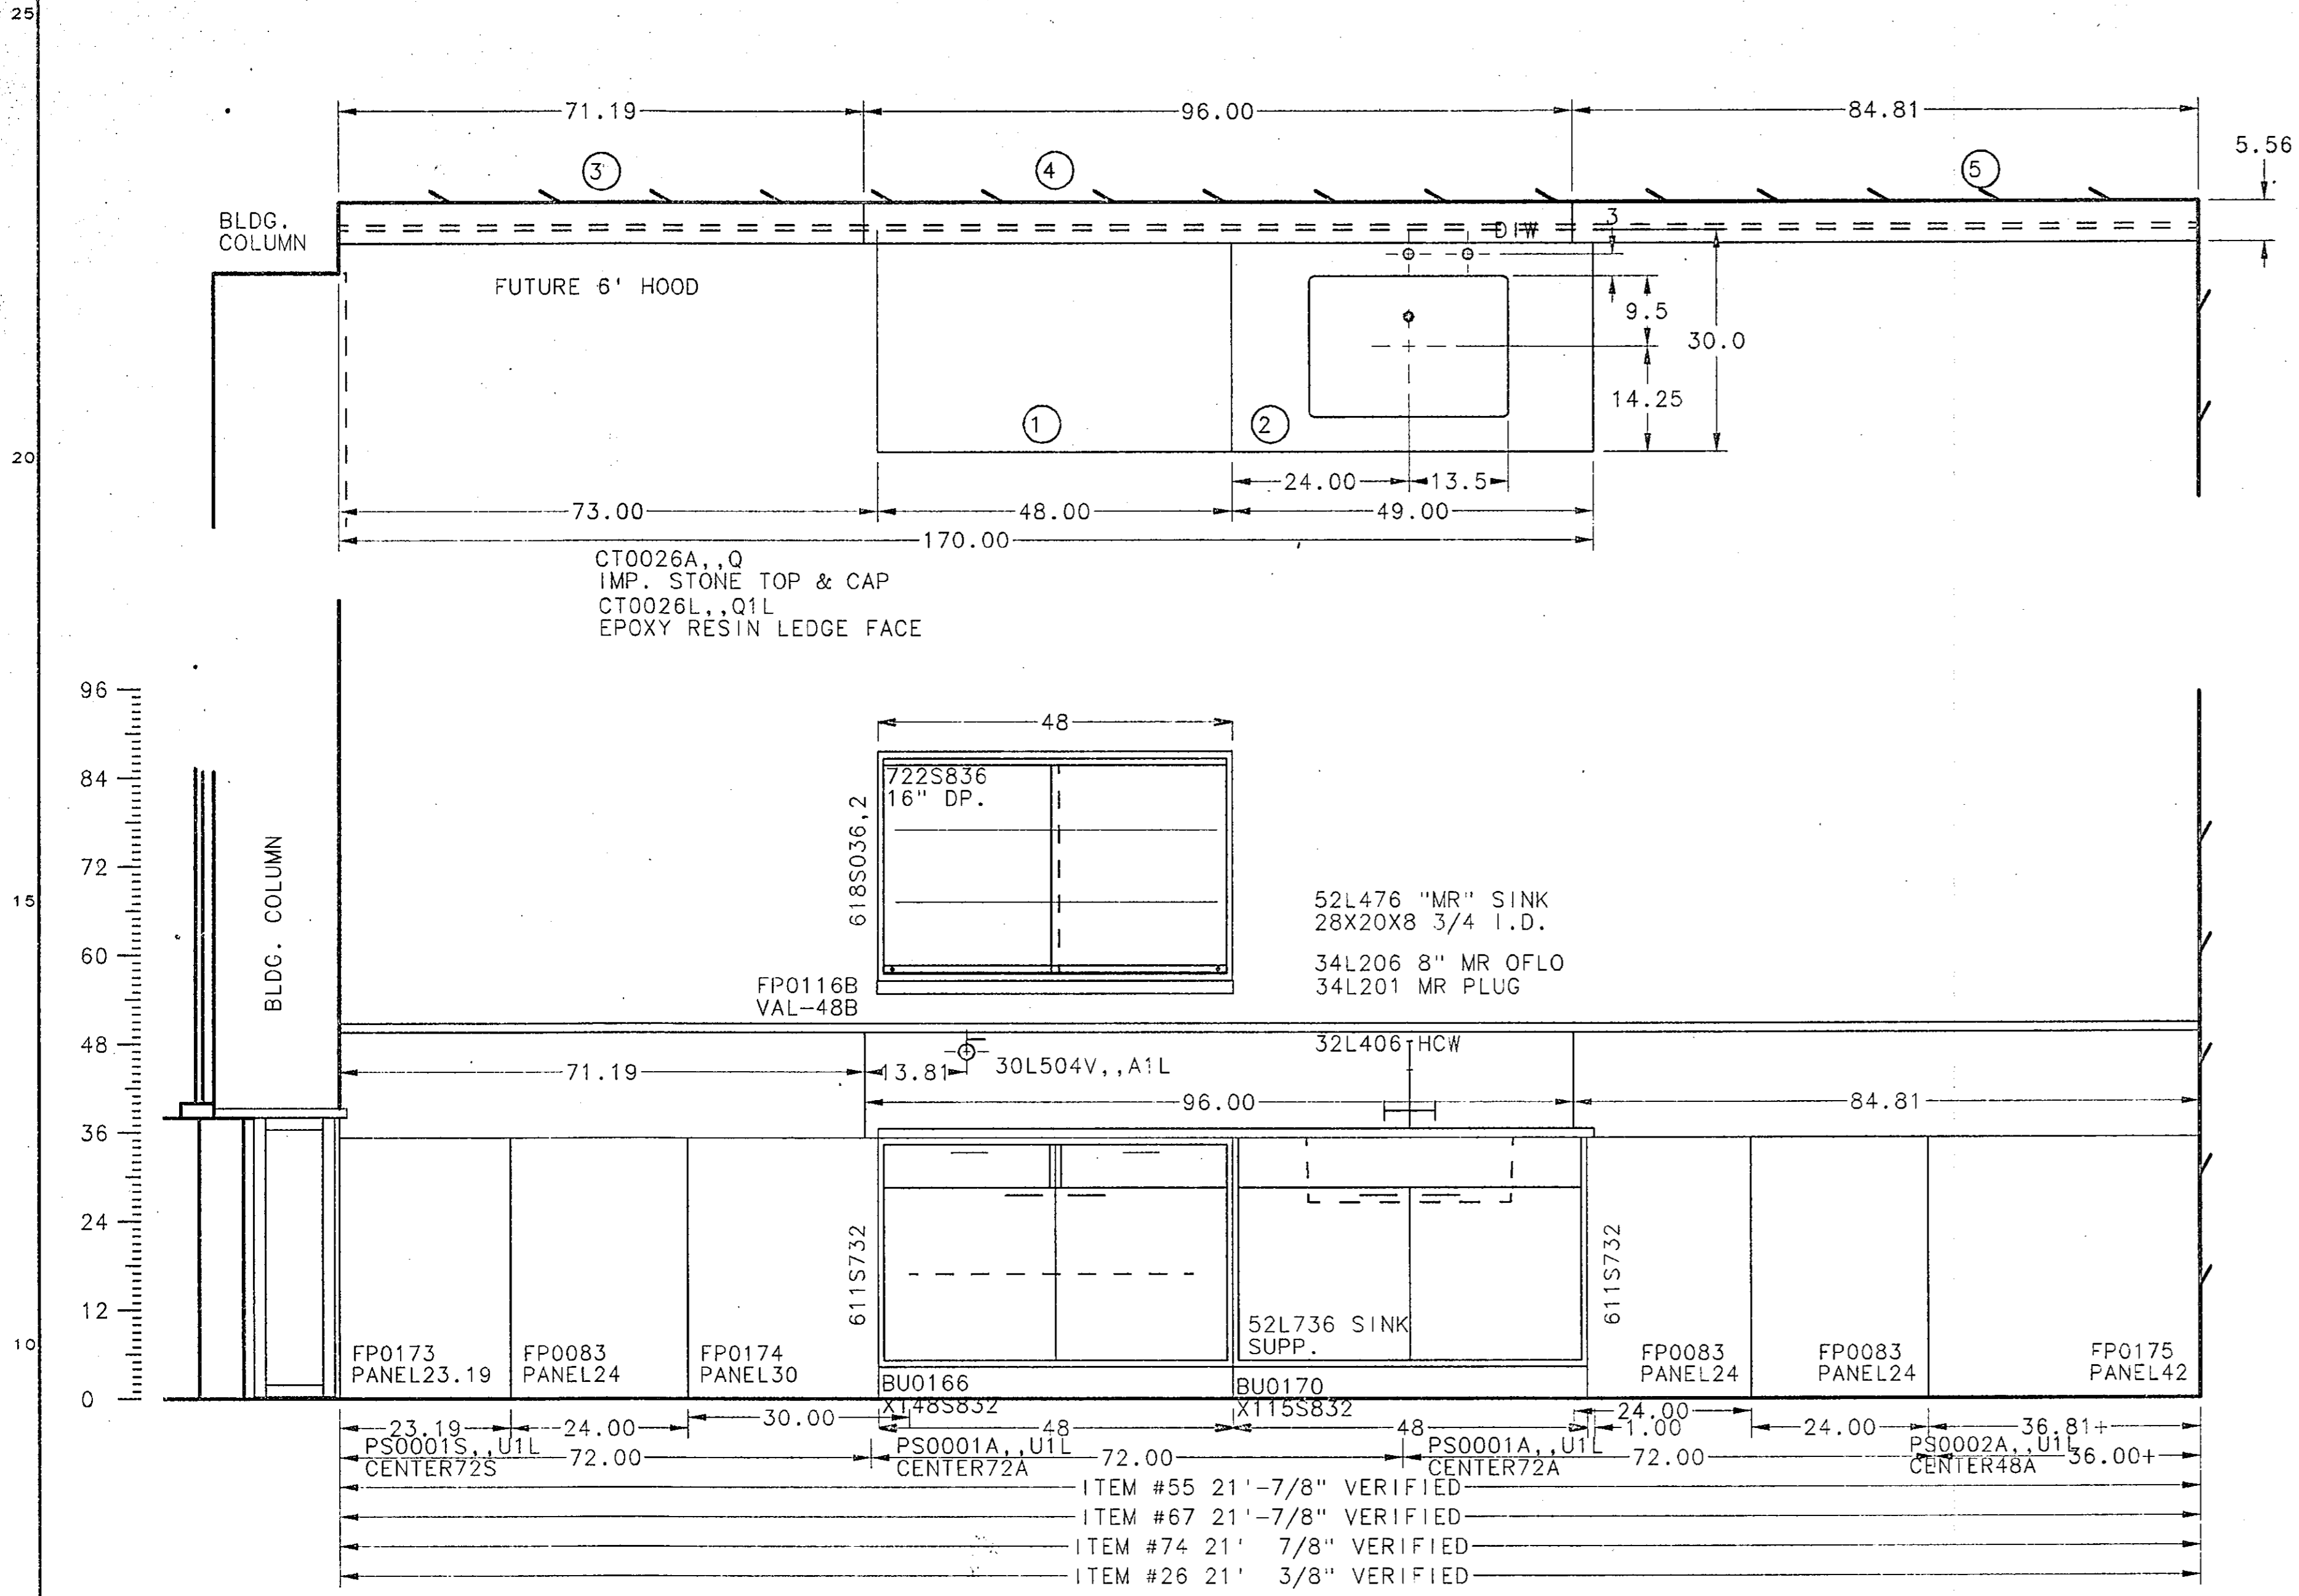 25
71.19
96.00
84.81
5.56
3
4
5
BLDG.
COLUMN
DIW
3
FUTURE 6' HOOD
9.5
30.0
14.25
1
2
20
24.00
13.5
73.00
48.00
49.00
170.00
CT0026A,,Q
IMP. STONE TOP & CAP
CT0026L,,Q1L
EPOXY RESIN LEDGE FACE
96
84
72
60
48
36
24
12
0
15
10
48
722S836
16" DP.
618S036,2
BLDG. COLUMN
52L476 "MR" SINK
28X20X8 3/4 I.D.
34L206 8" MR OFLO
34L201 MR PLUG
FP0116B
VAL-48B
71.19
13.81
30L504V,,A1L
32L406-HCW
96.00
84.81
611S732
611S732
52L736 SINK
SUPP.
FP0173
PANEL23.19
FP0083
PANEL24
FP0174
PANEL30
BU0166
X148S832
BU0170
X115S832
FP0083
PANEL24
FP0083
PANEL24
FP0175
PANEL42
23.19
24.00
30.00
48
48
24.00
1.00
24.00
36.81+
PS0001S,,U1L
CENTER72S
72.00
PS0001A,,U1L
CENTER72A
72.00
PS0001A,,U1L
CENTER72A
72.00
PS0002A,,U1L
CENTER48A
36.00+
ITEM #55 21'-7/8" VERIFIED
ITEM #67 21'-7/8" VERIFIED
ITEM #74 21' 7/8" VERIFIED
ITEM #26 21' 3/8" VERIFIED